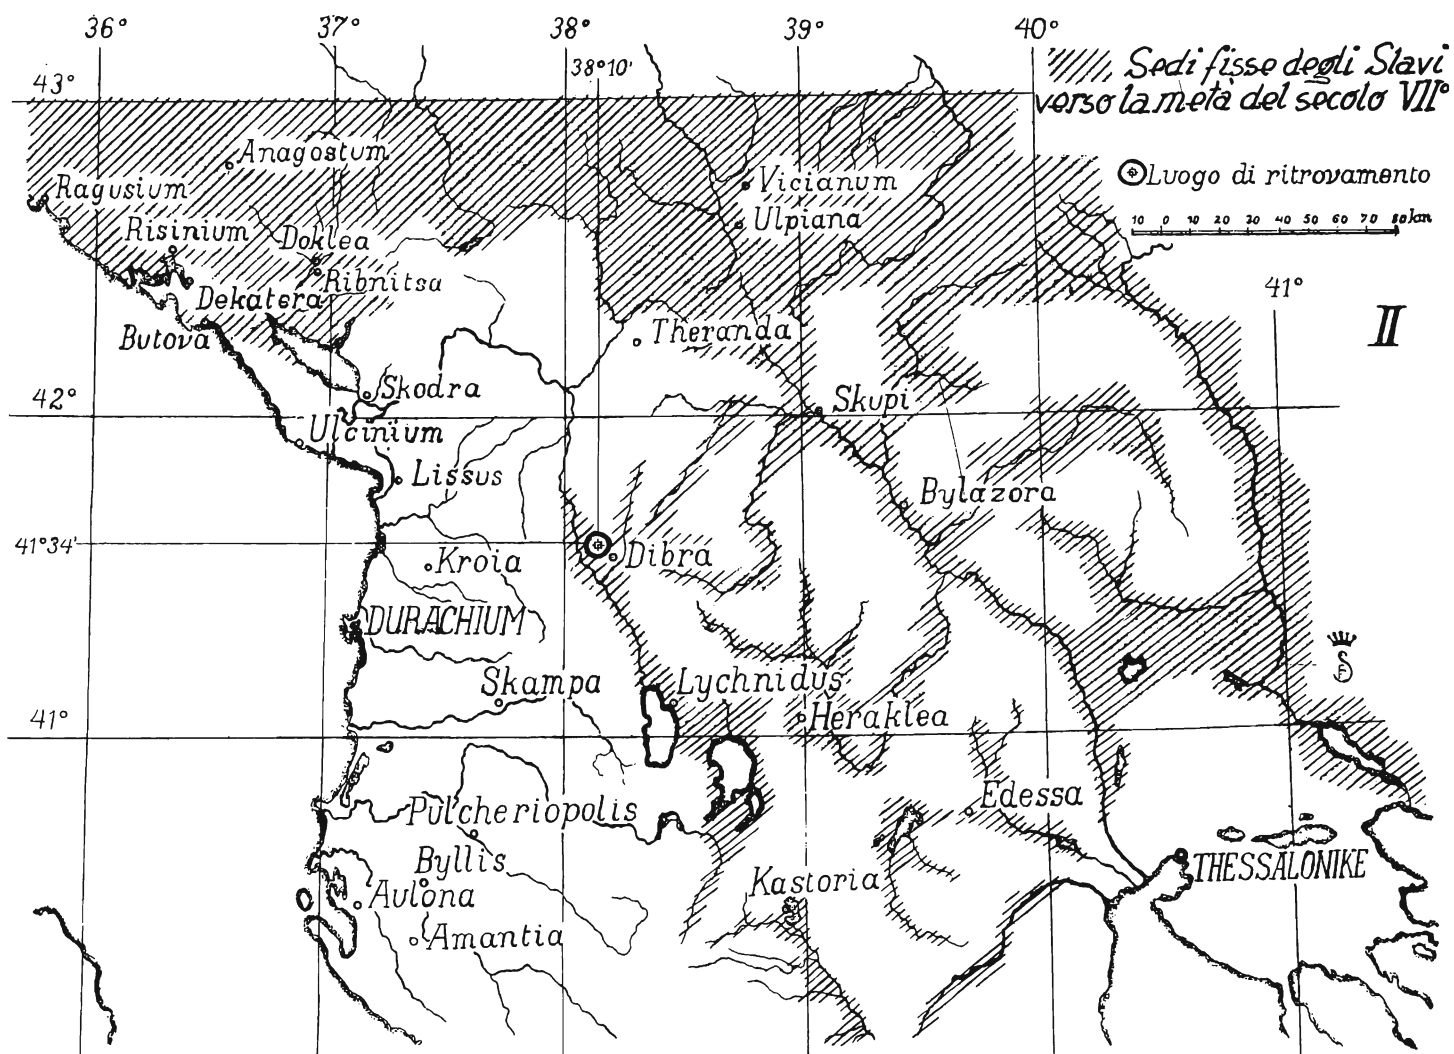 36° 37° 38° 39° 40°
38°10'
43°
Sedi fisse degli Slavi
verso la metà del secolo VII°
Luogo di ritrovamento
10 0 10 20 30 40 50 60 70 80 km
Anagostum
Ragusium
Vicianum
Ulpiana
Risinium
Doklea
Ribnitsa
Dekatera
41°
II
Butova
Theranda
Skodra
42°
Skupi
Ulcinium
Lissus
Bylazora
41°34'
Dibra
Kroia
DURACHIUM
Skampa
Lychnidus
41°
Heraklea
Edessa
Pulcheriopolis
Byllis
Kastoria
THESSALONIKE
Aulona
Amantia